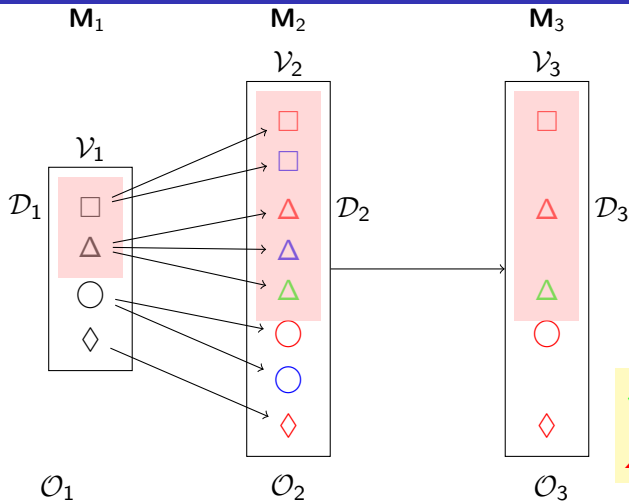 M₁ M₂ M₃
𝒱₂ 𝒱₃
𝒱₁
𝒟₁ 𝒟₂ 𝒟₃
𝒪₁ 𝒪₂ 𝒪₃